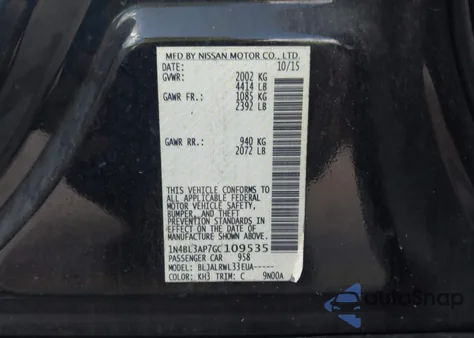 MFD BY NISSAN MOTOR CO., LTD.
DATE: 10/15
GVWR: 2002 KG
4414 LB
GAWR FR.: 1085 KG
2392 LB
GAWR RR.: 940 KG
2072 LB
THIS VEHICLE CONFORMS TO
ALL APPLICABLE FEDERAL
MOTOR VEHICLE SAFETY,
BUMPER, AND THEFT
PREVENTION STANDARDS IN
EFFECT ON THE DATE OF
MANUFACTURE SHOWN ABOVE.
1N4BL3AP7GC109535
PASSENGER CAR 958
MODEL: BLJALRWL33EUA-----
COLOR: KH3 TRIM: C 9N00A
AutoSnap